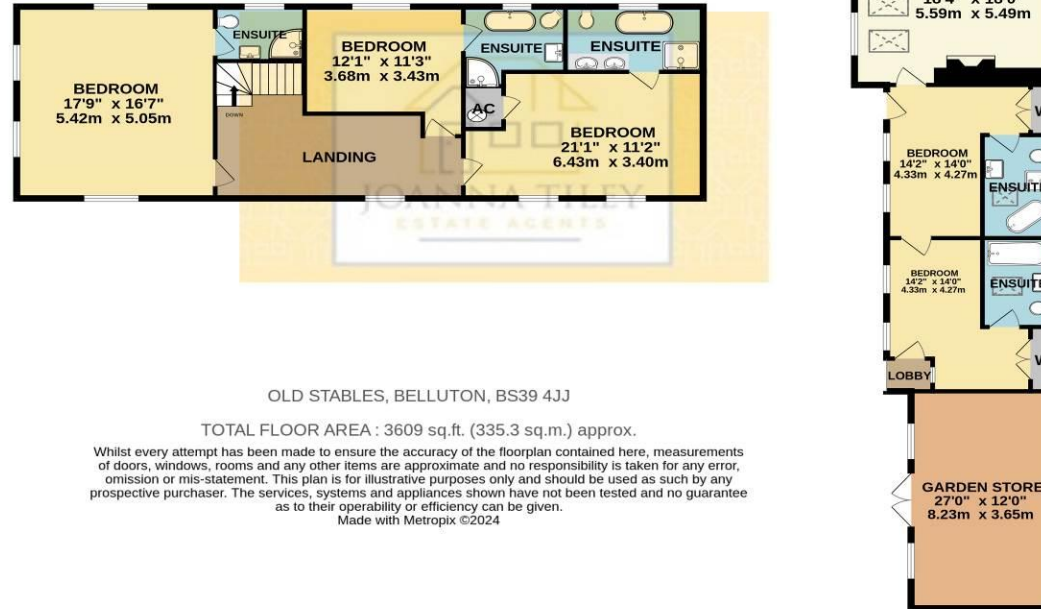 ENSUITE
BEDROOM
17'9" x 16'7"
5.42m x 5.05m
DOWN
BEDROOM
12'1" x 11'3"
3.68m x 3.43m
ENSUITE
ENSUITE
AC
BEDROOM
21'1" x 11'2"
6.43m x 3.40m
LANDING
JOANNA TILEY
ESTATE AGENTS
5.59m x 5.49m
BEDROOM
14'2" x 14'0"
4.33m x 4.27m
ENSUITE
BEDROOM
14'2" x 14'0"
4.33m x 4.27m
ENSUITE
LOBBY
GARDEN STORE
27'0" x 12'0"
8.23m x 3.65m
OLD STABLES, BELLUTON, BS39 4JJ
TOTAL FLOOR AREA : 3609 sq.ft. (335.3 sq.m.) approx.
Whilst every attempt has been made to ensure the accuracy of the floorplan contained here, measurements
of doors, windows, rooms and any other items are approximate and no responsibility is taken for any error,
omission or mis-statement. This plan is for illustrative purposes only and should be used as such by any
prospective purchaser. The services, systems and appliances shown have not been tested and no guarantee
as to their operability or efficiency can be given.
Made with Metropix ©2024